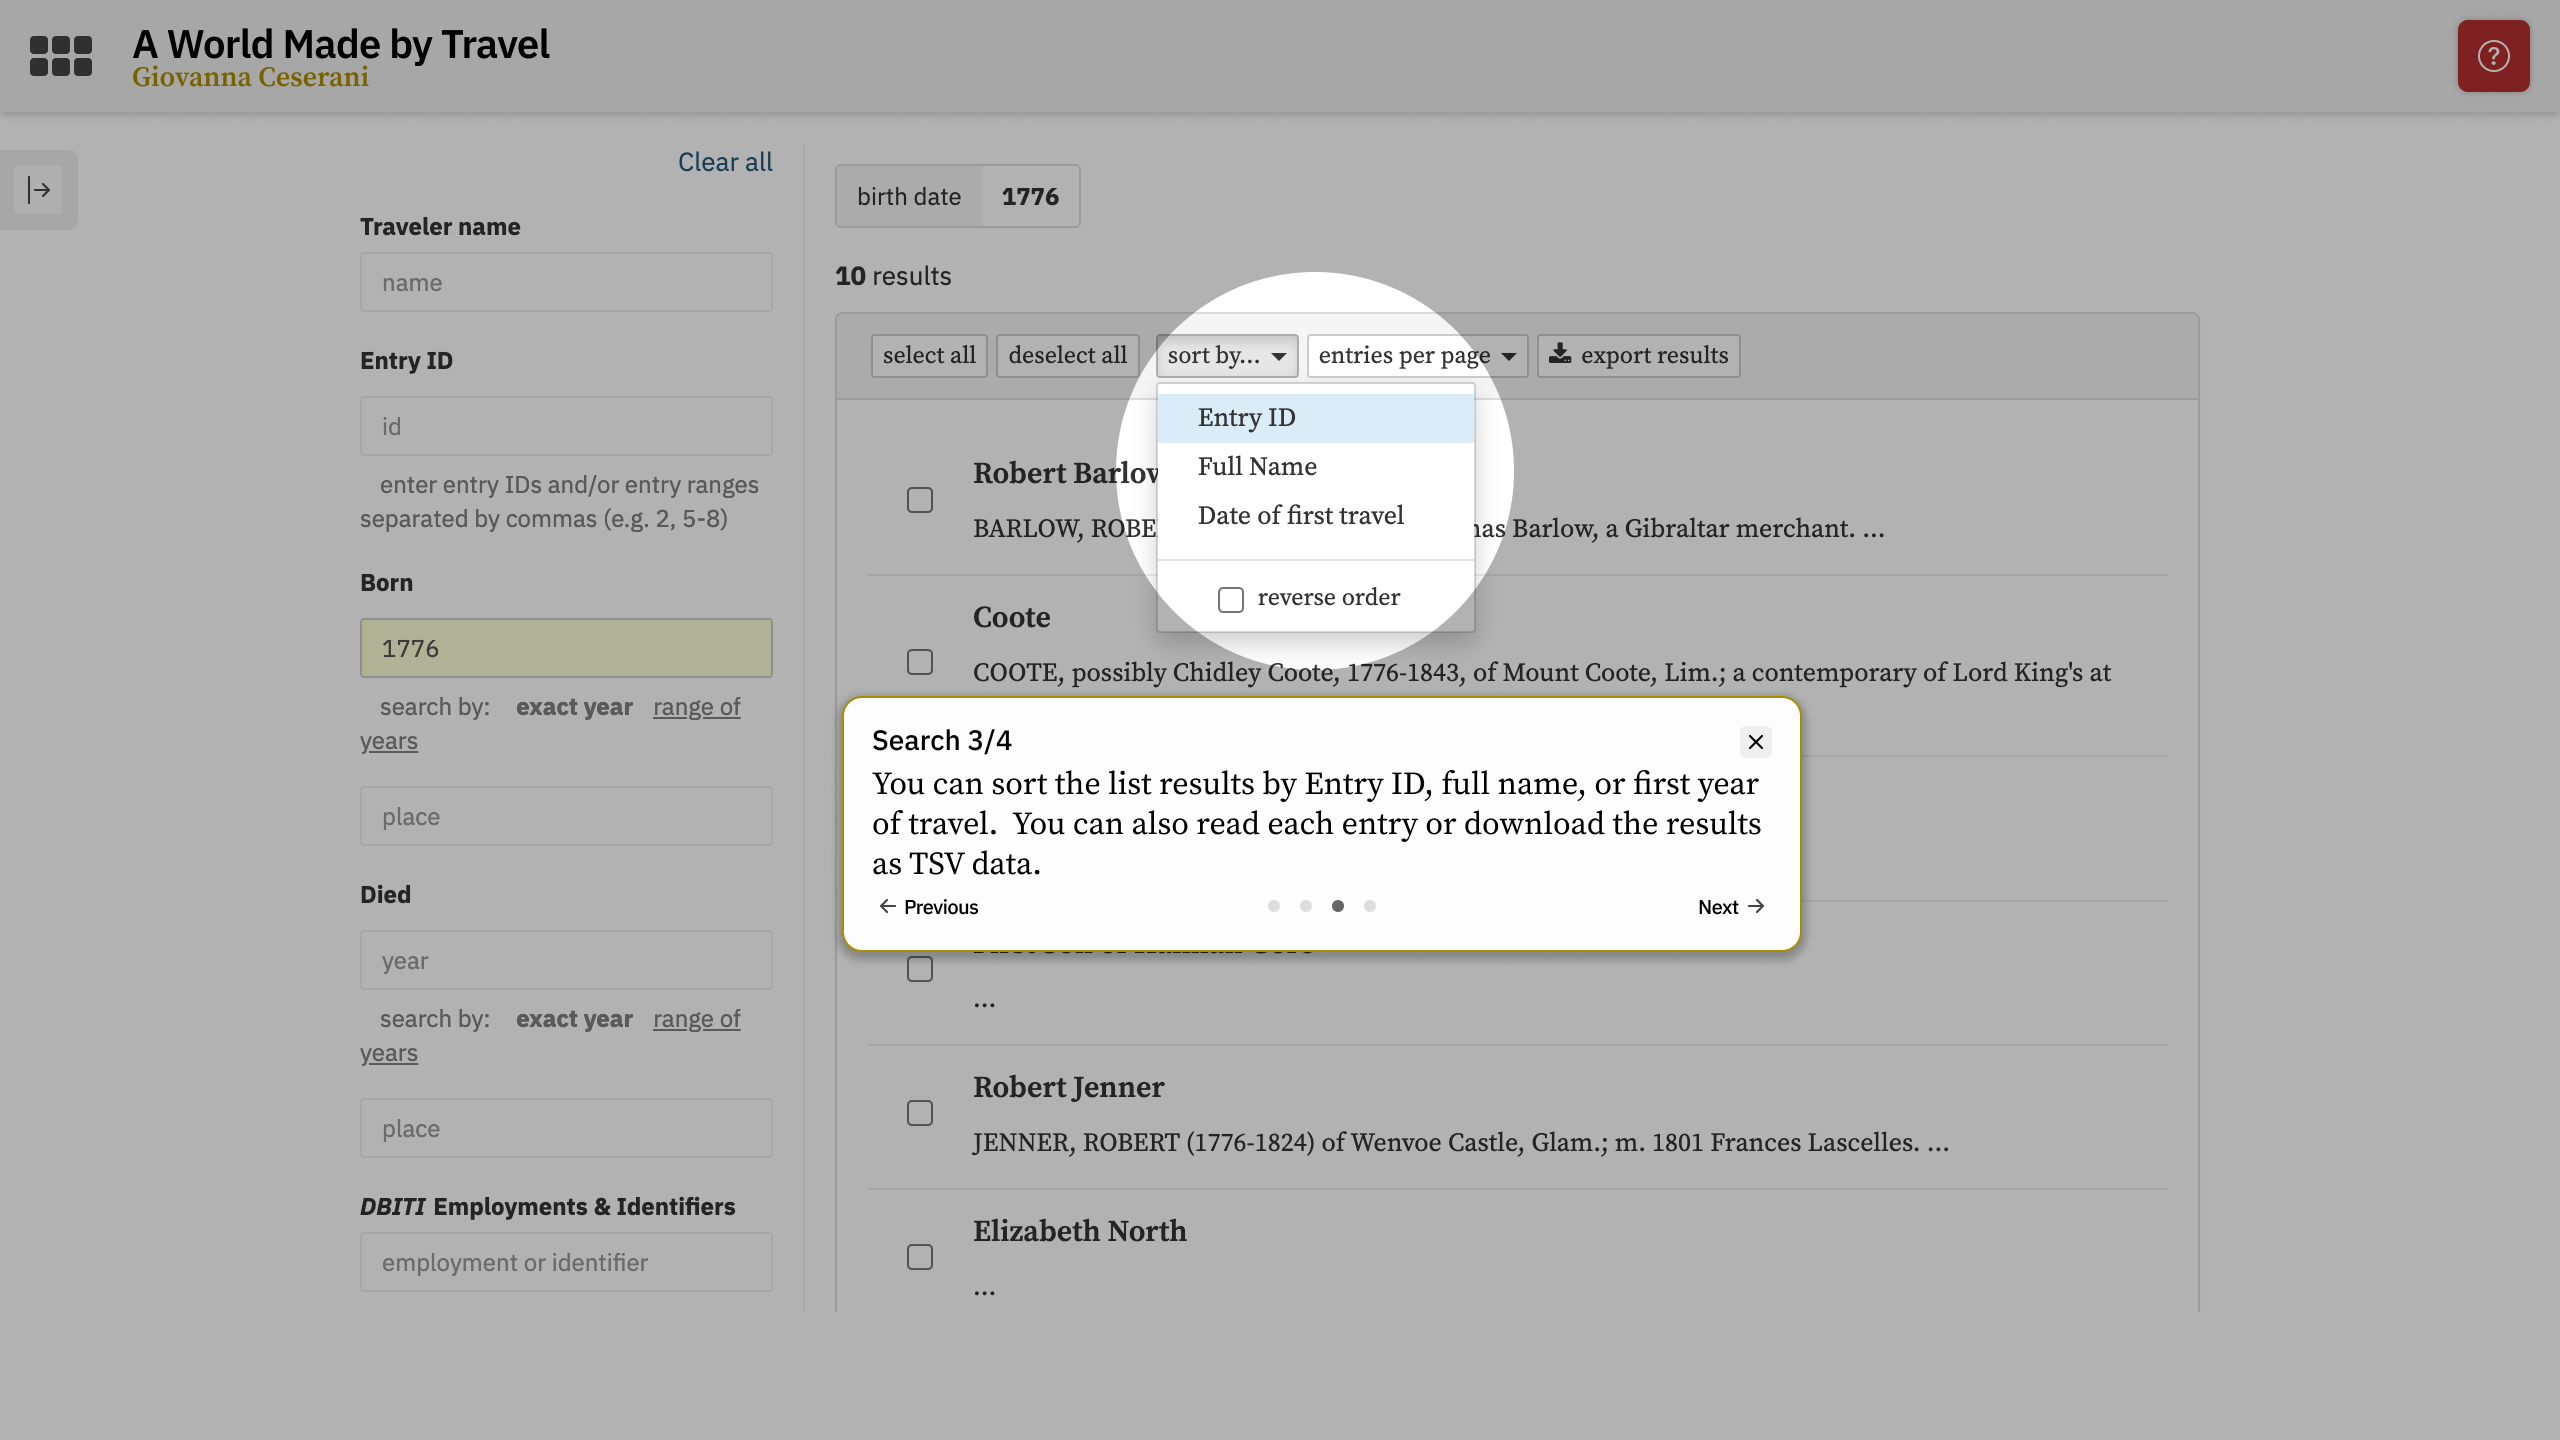 A World Made by Travel
Giovanna Ceserani
Clear all
Traveler name
name
Entry ID
id
enter entry IDs and/or entry ranges
separated by commas (e.g. 2, 5-8)
Born
1776
search by: exact year range of
years
place
Died
year
search by: exact year range of
years
place
DBITI Employments & Identifiers
employment or identifier
birth date 1776
10 results
select all deselect all sort by... entries per page export results
Entry ID
Full Name
Date of first travel
reverse order
Robert Barlow
BARLOW, ROBE Barlow, a Gibraltar merchant. ...
Coote
COOTE, possibly Chidley Coote, 1776-1843, of Mount Coote, Lim.; a contemporary of Lord King's at
Search 3/4
You can sort the list results by Entry ID, full name, or first year
of travel. You can also read each entry or download the results
as TSV data.
Previous Next
...
Robert Jenner
JENNER, ROBERT (1776-1824) of Wenvoe Castle, Glam.; m. 1801 Frances Lascelles. ...
Elizabeth North
...